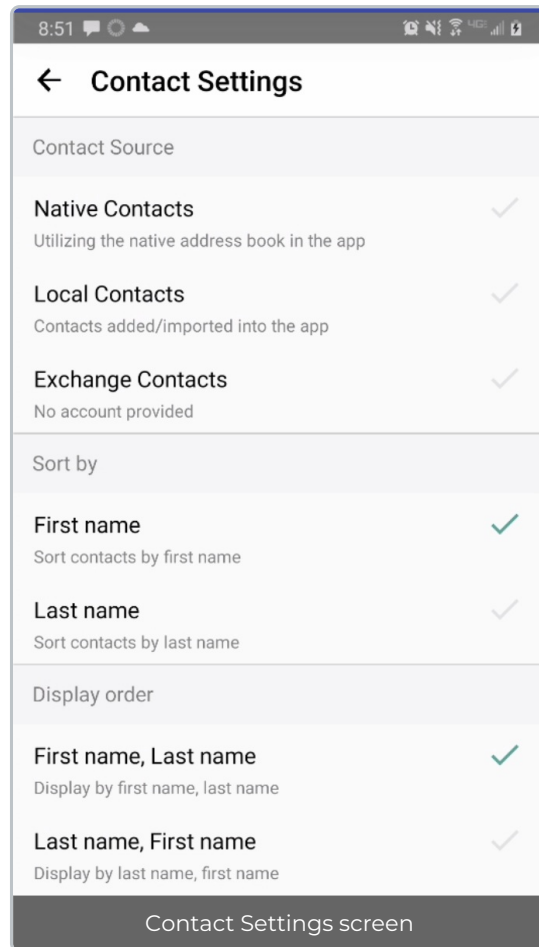 8:51
4GE
Contact Settings
Contact Source
Native Contacts
Utilizing the native address book in the app
Local Contacts
Contacts added/imported into the app
Exchange Contacts
No account provided
Sort by
First name
Sort contacts by first name
Last name
Sort contacts by last name
Display order
First name, Last name
Display by first name, last name
Last name, First name
Display by last name, first name
Contact Settings screen